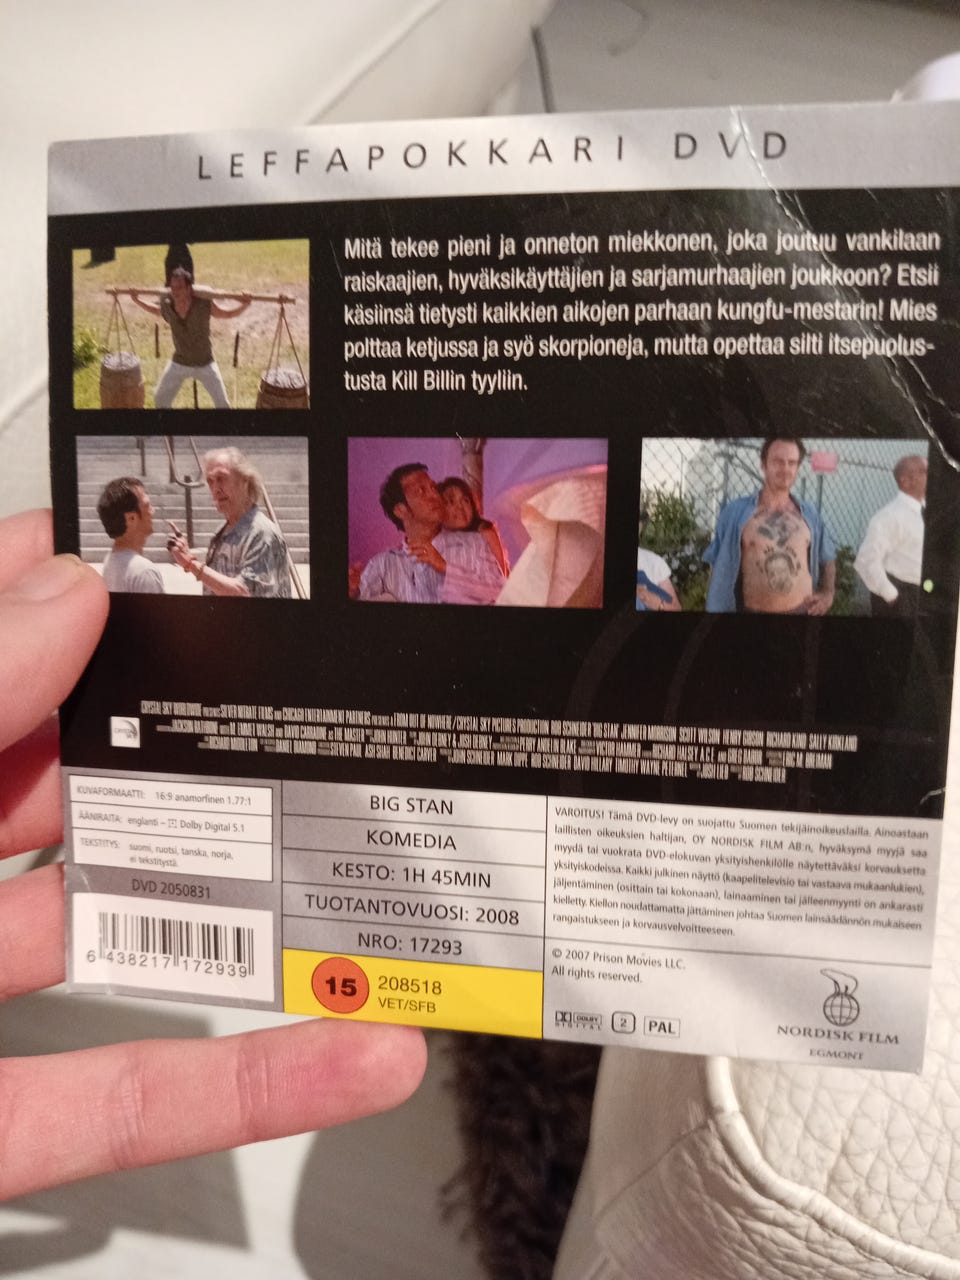 LEFFAPOKKARI DVD
Mitä tekee pieni ja onneton miekkonen, joka joutuu vankilaan
raiskaajien, hyväksikäyttäjien ja sarjamurhaajien joukkoon? Etsii
käsiinsä tietysti kaikkien aikojen parhaan kungfu-mestarin! Mies
polttaa ketjussa ja syö skorpioneja, mutta opettaa silti itsepuolus-
tusta Kill Billin tyyliin.
KUVAFORMAATTI: 16:9 anamorfinen 1.77:1
ÄÄNIRAITA: englanti – Dolby Digital 5.1
TEKSTITYS: suomi, ruotsi, tanska, norja,
ei tekstitystä.
DVD 2050831
6 438217 172939
BIG STAN
KOMEDIA
KESTO: 1H 45MIN
TUOTANTOVUOSI: 2008
NRO: 17293
15 208518
VET/SFB
VAROITUS! Tämä DVD-levy on suojattu Suomen tekijäinoikeuslailla. Ainoastaan
laillisten oikeuksien haltijan, OY NORDISK FILM AB:n, hyväksymä myyjä saa
myydä tai vuokrata DVD-elokuvan yksityishenkilölle näytettäväksi korvauksetta
yksityiskodeissa. Kaikki julkinen näyttö (kaapelitelevisio tai vastaava mukaanlukien),
jäljentäminen (osittain tai kokonaan), lainaaminen tai jälleenmyynti on ankarasti
kielletty. Kiellon noudattamatta jättäminen johtaa Suomen lainsäädännön mukaiseen
rangaistukseen ja korvausvelvoitteeseen.
© 2007 Prison Movies LLC.
All rights reserved.
DOLBY
DIGITAL
2
PAL
NORDISK FILM
EGMONT